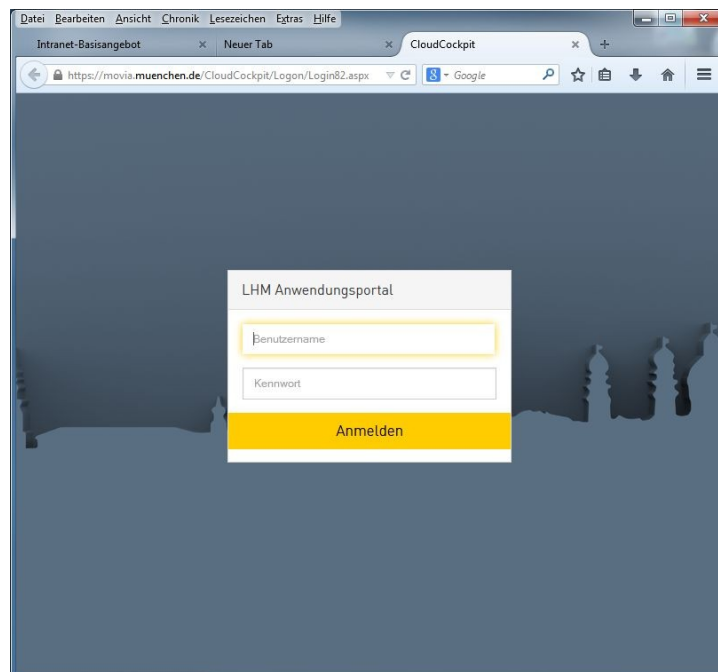 Datei Bearbeiten Ansicht Chronik Lesezeichen Extras Hilfe
Intranet-Basisangebot
Neuer Tab
CloudCockpit
https://movia.muenchen.de/CloudCockpit/Logon/Login82.aspx
8 Google
LHM Anwendungsportal
Benutzername
Kennwort
Anmelden